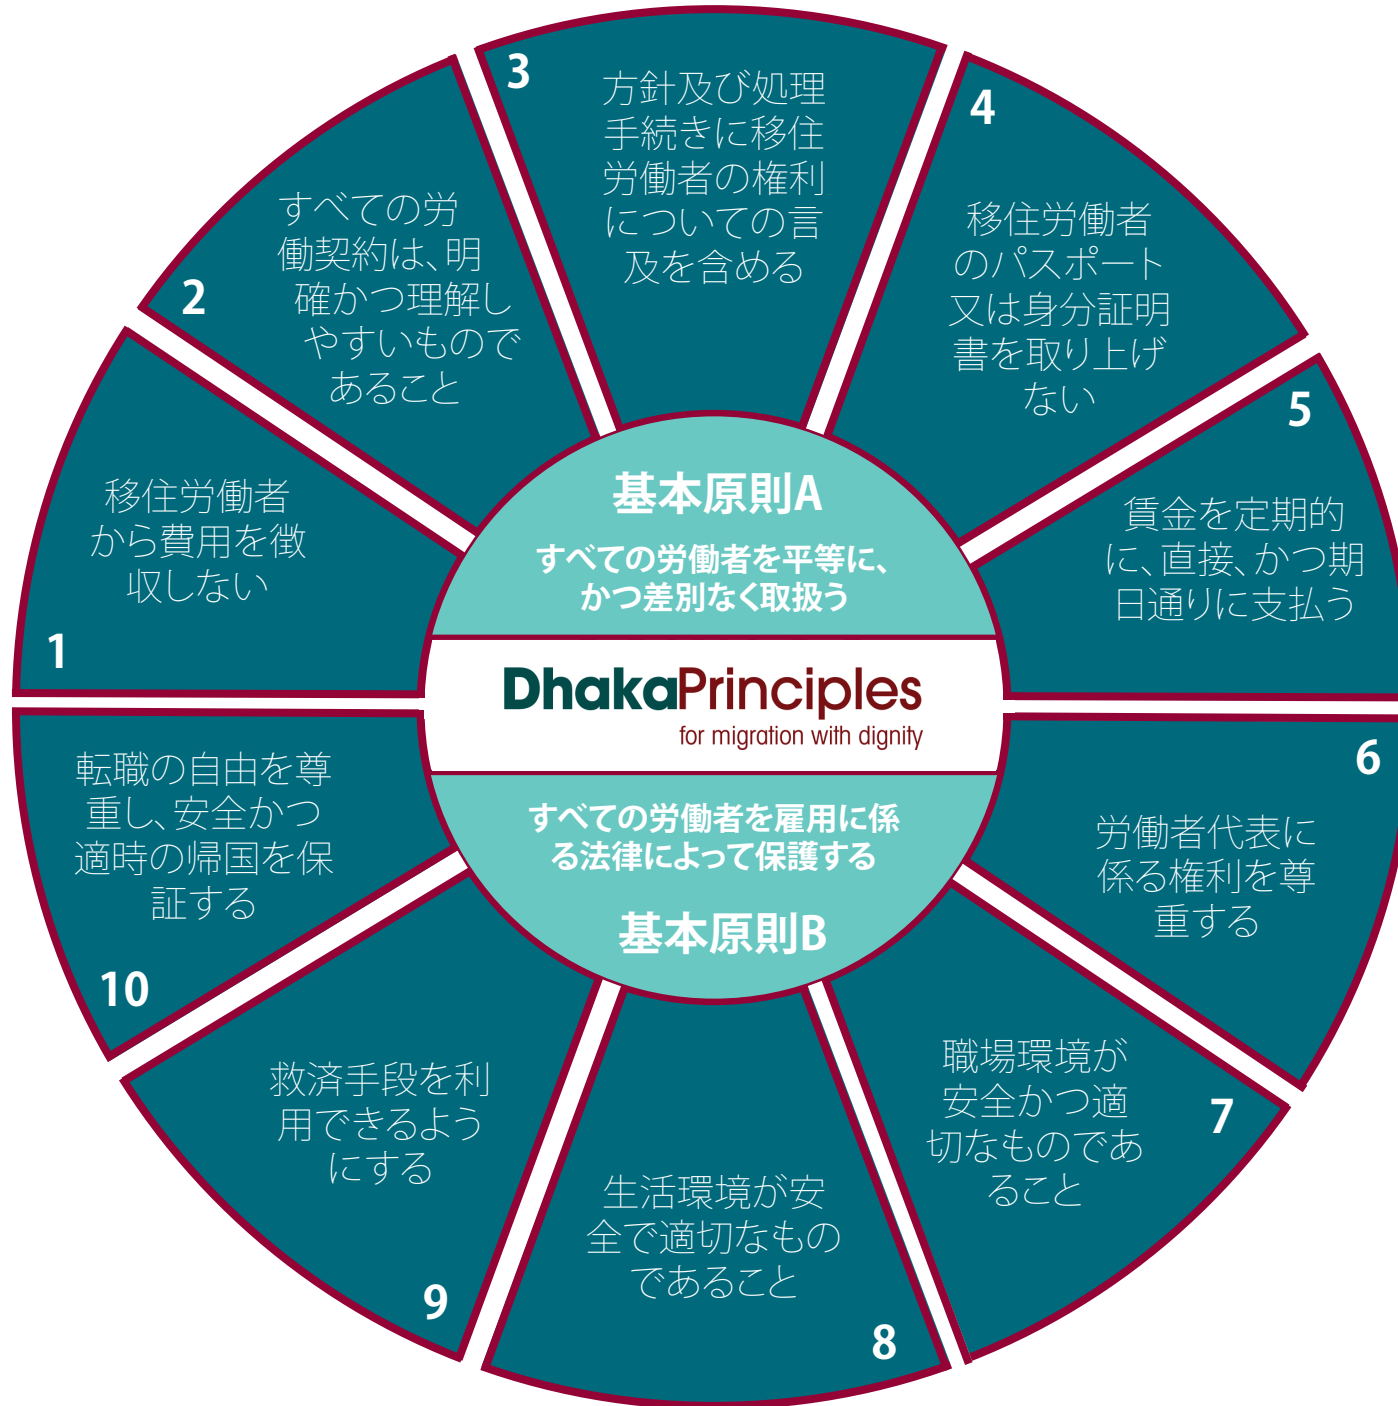 3
方針及び処理
手続きに移住
労働者の権利
についての言
及を含める
4
移住労働者
のパスポート
又は身分証明
書を取り上げ
ない
2
すべての労
働契約は、明
確かつ理解し
やすいもので
あること
5
賃金を定期的
に、直接、かつ期
日通りに支払う
1
移住労働者
から費用を徴
収しない
基本原則A
すべての労働者を平等に、
かつ差別なく取扱う
DhakaPrinciples
for migration with dignity
すべての労働者を雇用に係
る法律によって保護する
基本原則B
6
労働者代表に
係る権利を尊
重する
転職の自由を尊
重し、安全かつ
適時の帰国を保
証する
10
職場環境が
安全かつ適
切なものであ
ること
7
救済手段を利
用できるよう
にする
9
生活環境が安
全で適切なもの
であること
8